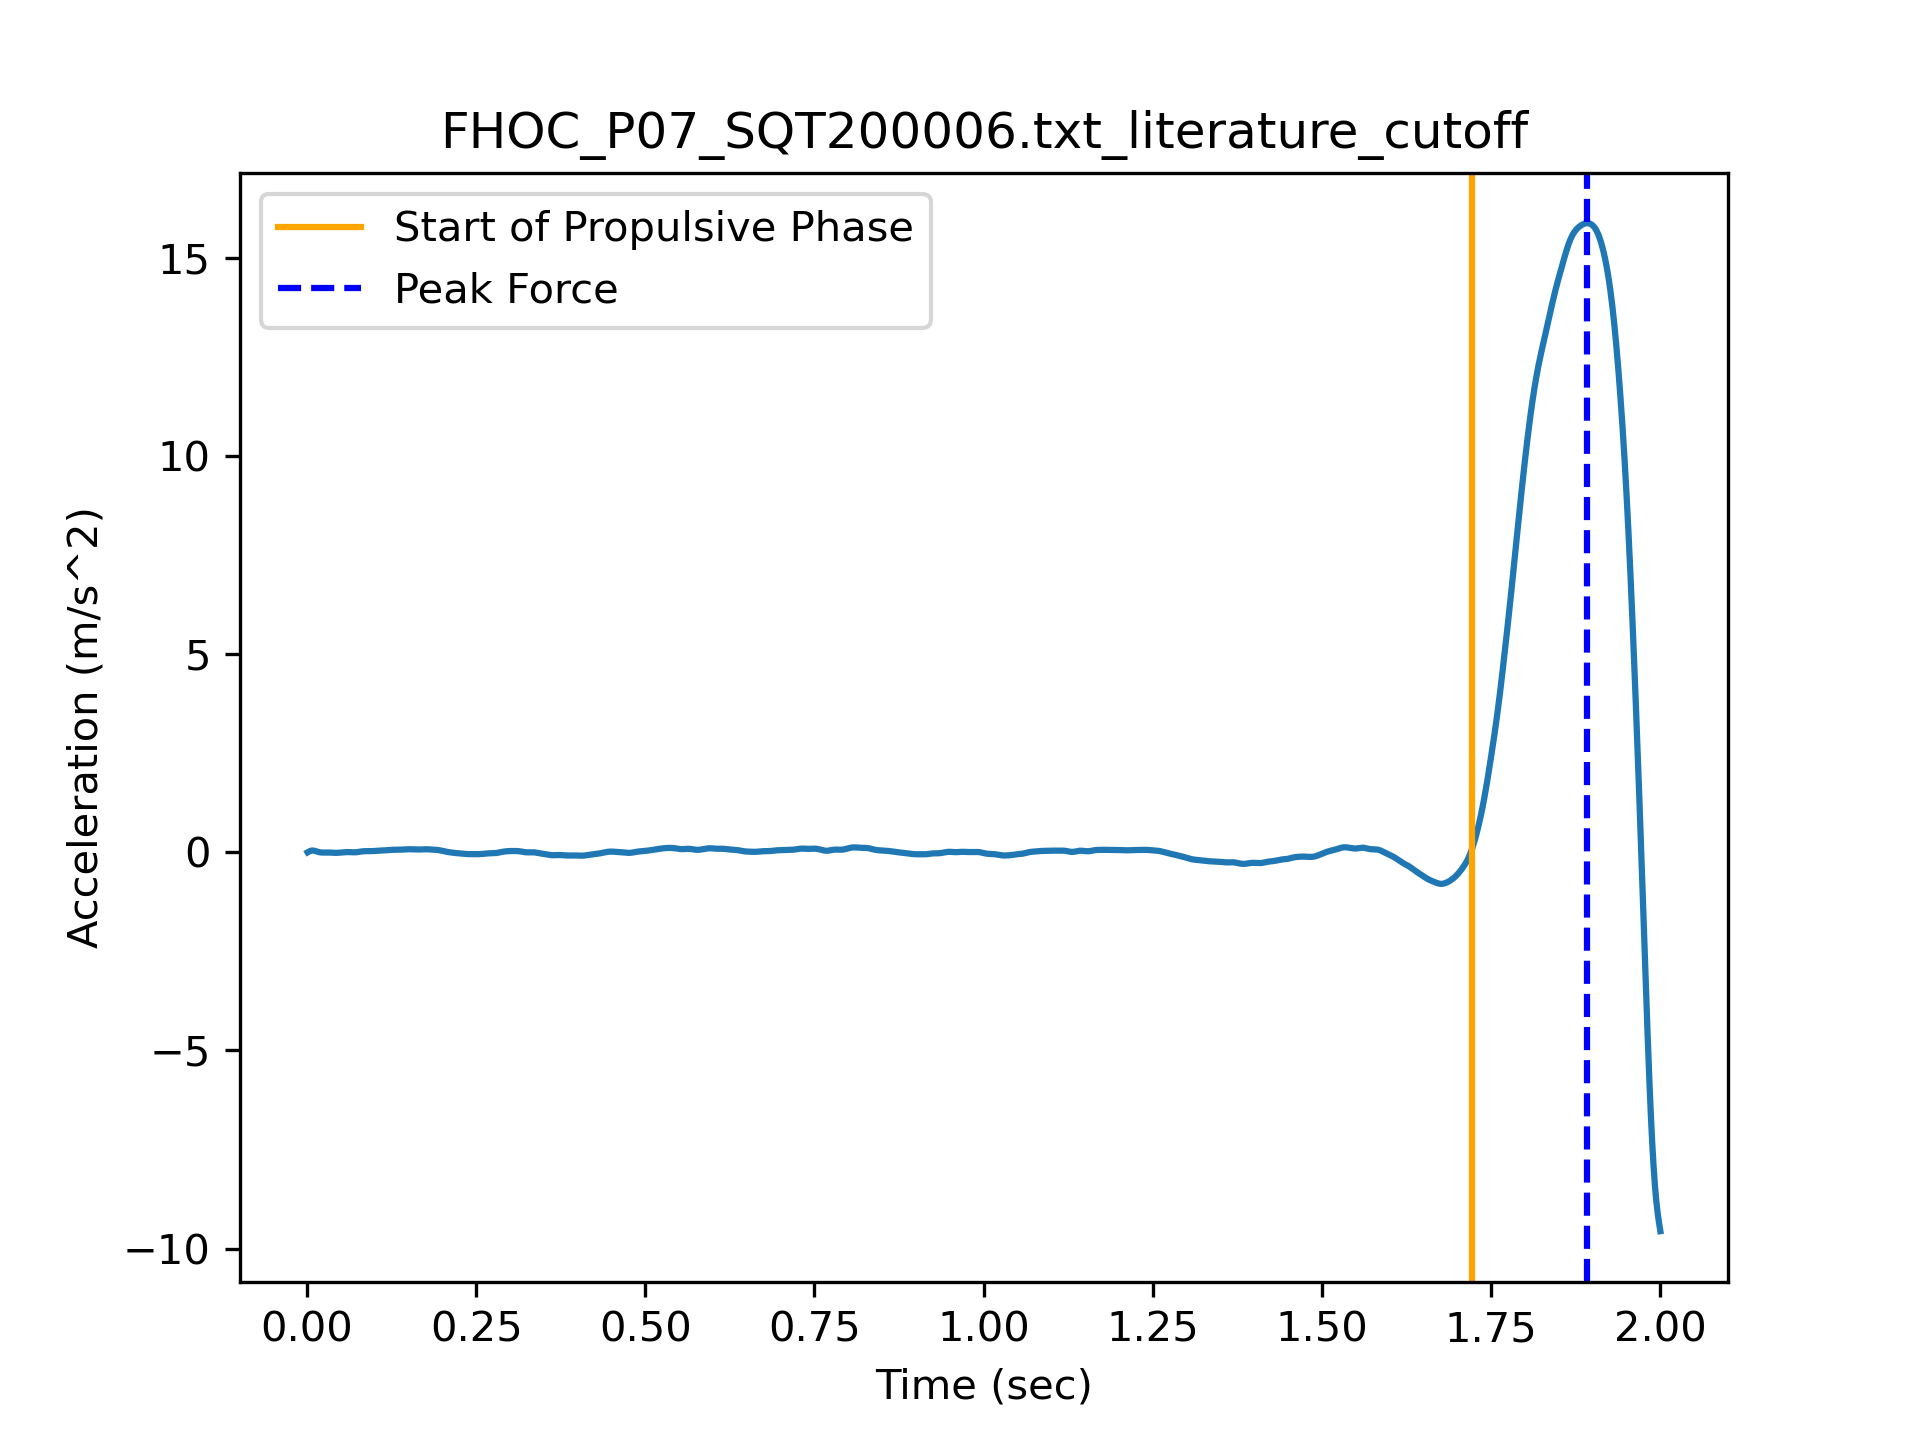 FHOC_P07_SQT200006.txt_literature_cutoff
Start of Propulsive Phase
Peak Force
15
10
5
0
−5
−10
Acceleration (m/s^2)
0.00 0.25 0.50 0.75 1.00 1.25 1.50 1.75 2.00
Time (sec)